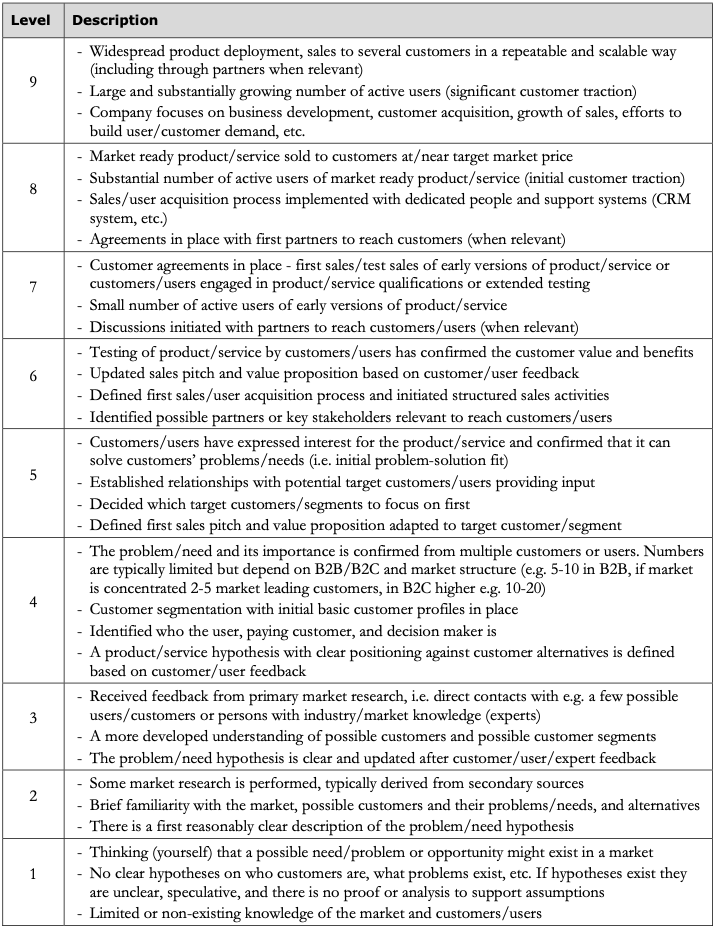 Level Description
9
- Widespread product deployment, sales to several customers in a repeatable and scalable way
(including through partners when relevant)
- Large and substantially growing number of active users (significant customer traction)
- Company focuses on business development, customer acquisition, growth of sales, efforts to
build user/customer demand, etc.
8
- Market ready product/service sold to customers at/near target market price
- Substantial number of active users of market ready product/service (initial customer traction)
- Sales/user acquisition process implemented with dedicated people and support systems (CRM
system, etc.)
- Agreements in place with first partners to reach customers (when relevant)
7
- Customer agreements in place - first sales/test sales of early versions of product/service or
customers/users engaged in product/service qualifications or extended testing
- Small number of active users of early versions of product/service
- Discussions initiated with partners to reach customers/users (when relevant)
6
- Testing of product/service by customers/users has confirmed the customer value and benefits
- Updated sales pitch and value proposition based on customer/user feedback
- Defined first sales/user acquisition process and initiated structured sales activities
- Identified possible partners or key stakeholders relevant to reach customers/users
5
- Customers/users have expressed interest for the product/service and confirmed that it can
solve customers' problems/needs (i.e. initial problem-solution fit)
- Established relationships with potential target customers/users providing input
- Decided which target customers/segments to focus on first
- Defined first sales pitch and value proposition adapted to target customer/segment
4
- The problem/need and its importance is confirmed from multiple customers or users. Numbers
are typically limited but depend on B2B/B2C and market structure (e.g. 5-10 in B2B, if market
is concentrated 2-5 market leading customers, in B2C higher e.g. 10-20)
- Customer segmentation with initial basic customer profiles in place
- Identified who the user, paying customer, and decision maker is
- A product/service hypothesis with clear positioning against customer alternatives is defined
based on customer/user feedback
3
- Received feedback from primary market research, i.e. direct contacts with e.g. a few possible
users/customers or persons with industry/market knowledge (experts)
- A more developed understanding of possible customers and possible customer segments
- The problem/need hypothesis is clear and updated after customer/user/expert feedback
2
- Some market research is performed, typically derived from secondary sources
- Brief familiarity with the market, possible customers and their problems/needs, and alternatives
- There is a first reasonably clear description of the problem/need hypothesis
1
- Thinking (yourself) that a possible need/problem or opportunity might exist in a market
- No clear hypotheses on who customers are, what problems exist, etc. If hypotheses exist they
are unclear, speculative, and there is no proof or analysis to support assumptions
- Limited or non-existing knowledge of the market and customers/users